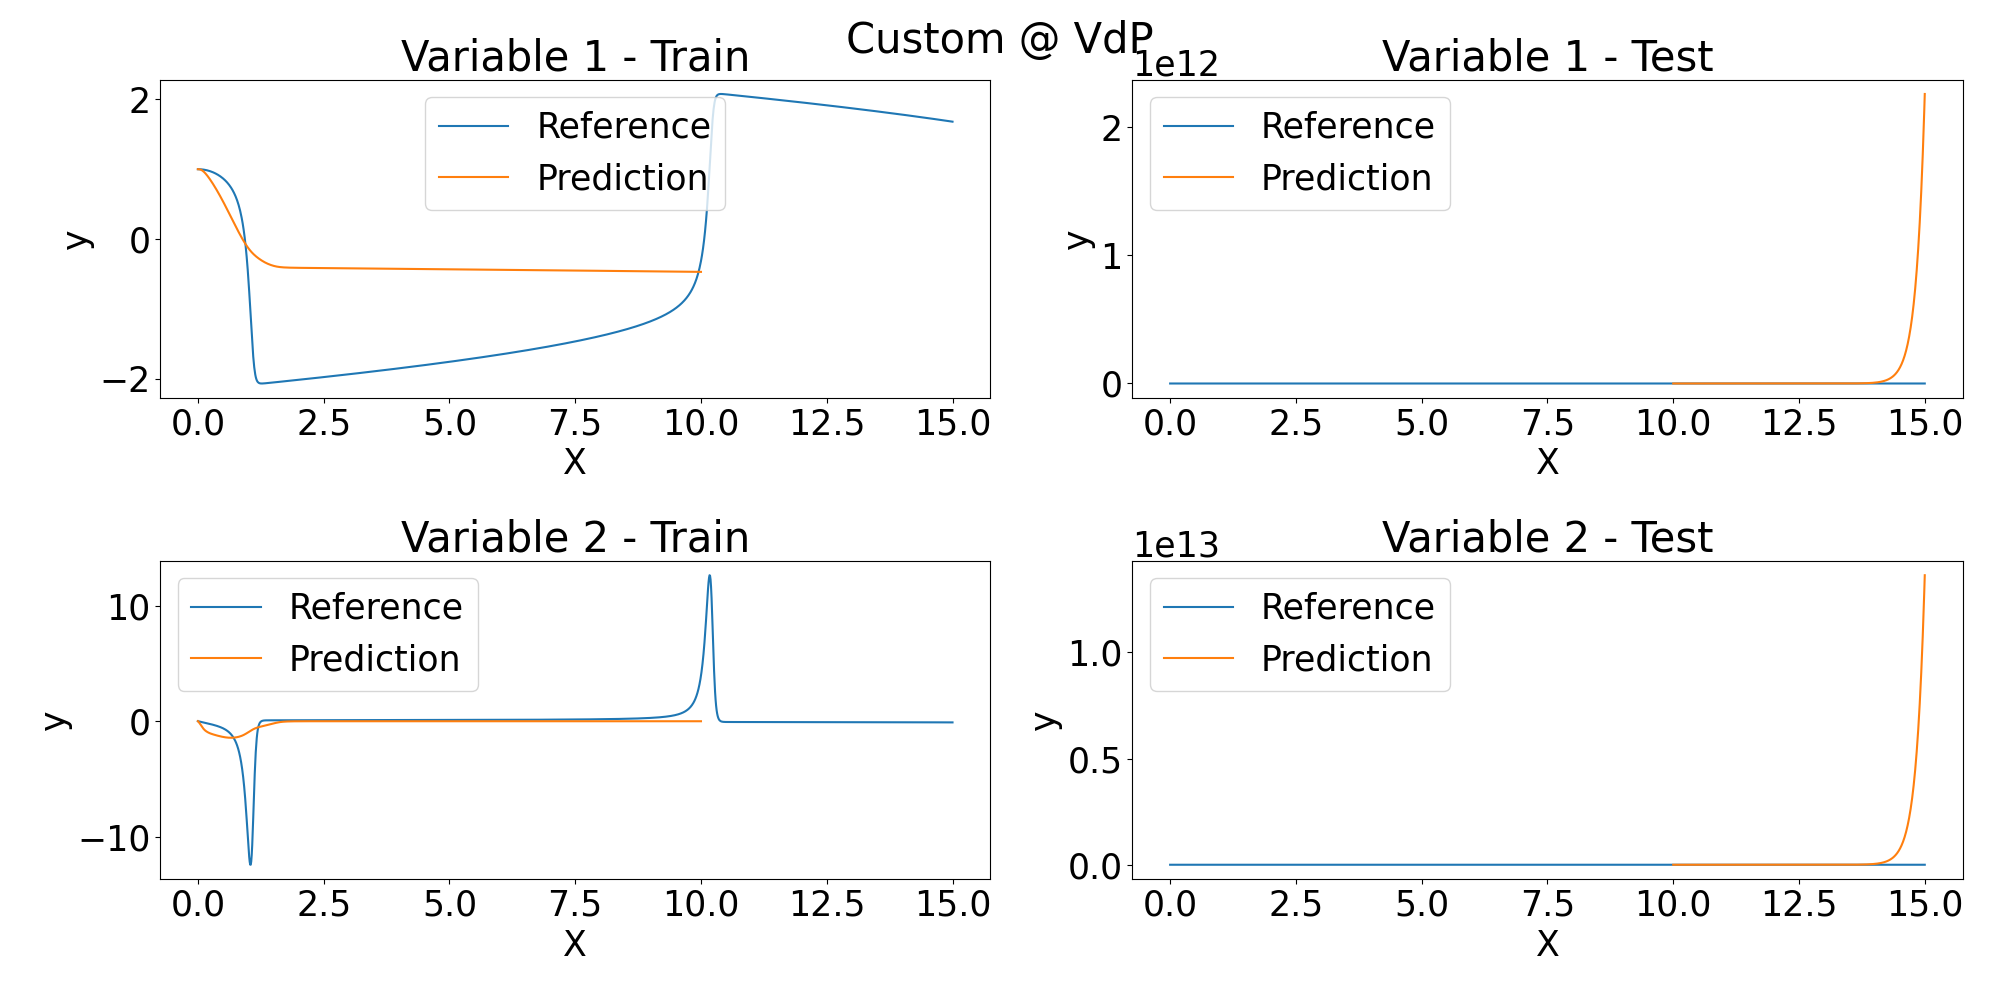 Custom @ VdP
Variable 1 - Train
2
0
−2
y
Reference
Prediction
0.0 2.5 5.0 7.5 10.0 12.5 15.0
X
Variable 1 - Test
1e12
2
1
0
y
Reference
Prediction
0.0 2.5 5.0 7.5 10.0 12.5 15.0
X
Variable 2 - Train
10
0
−10
y
Reference
Prediction
0.0 2.5 5.0 7.5 10.0 12.5 15.0
X
Variable 2 - Test
1e13
1.0
0.5
0.0
y
Reference
Prediction
0.0 2.5 5.0 7.5 10.0 12.5 15.0
X